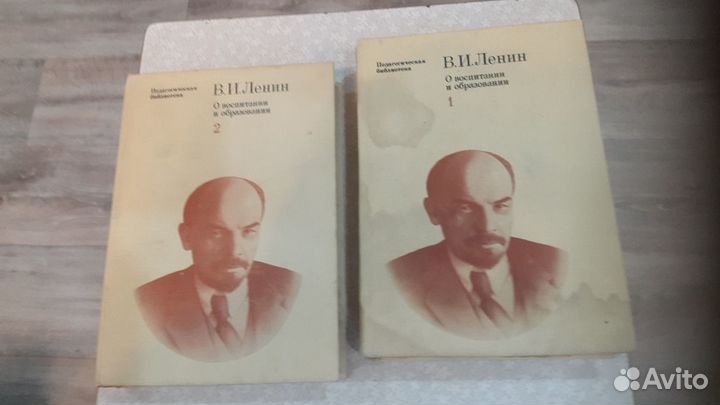 Педагогическая
библиотека
В.И.Ленин
О воспитании
и образовании
2
Педагогическая
библиотека
В.И.Ленин
О воспитании
и образовании
1
Avito